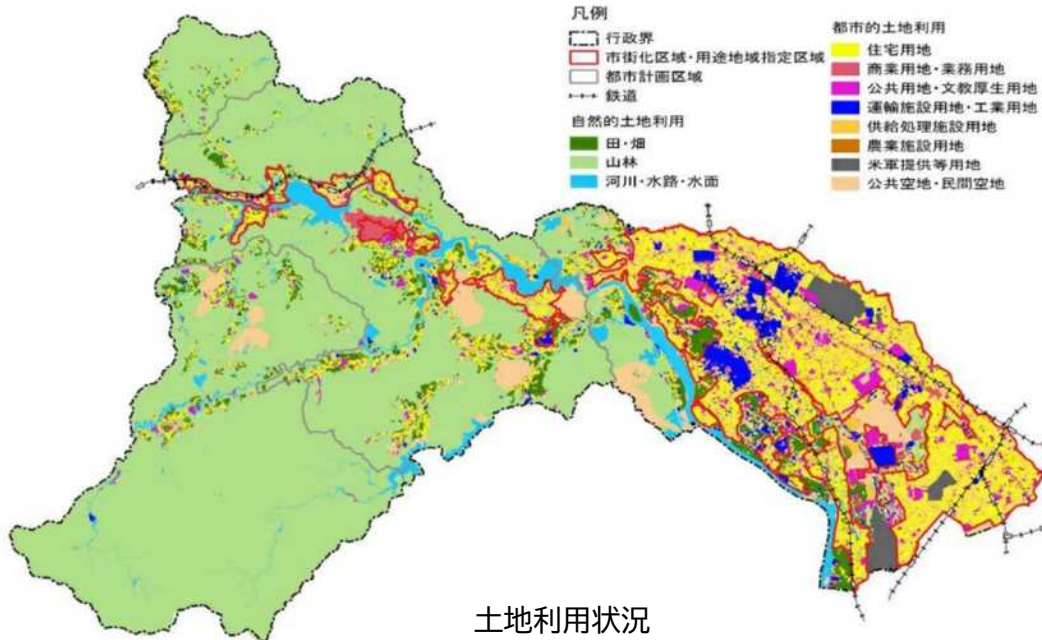 凡例
行政界
市街化区域・用途地域指定区域
都市計画区域
鉄道
自然的土地利用
田・畑
山林
河川・水路・水面
都市的土地利用
住宅用地
商業用地・業務用地
公共用地・文教厚生用地
運輸施設用地・工業用地
供給処理施設用地
農業施設用地
米軍提供等用地
公共空地・民間空地
土地利用状況